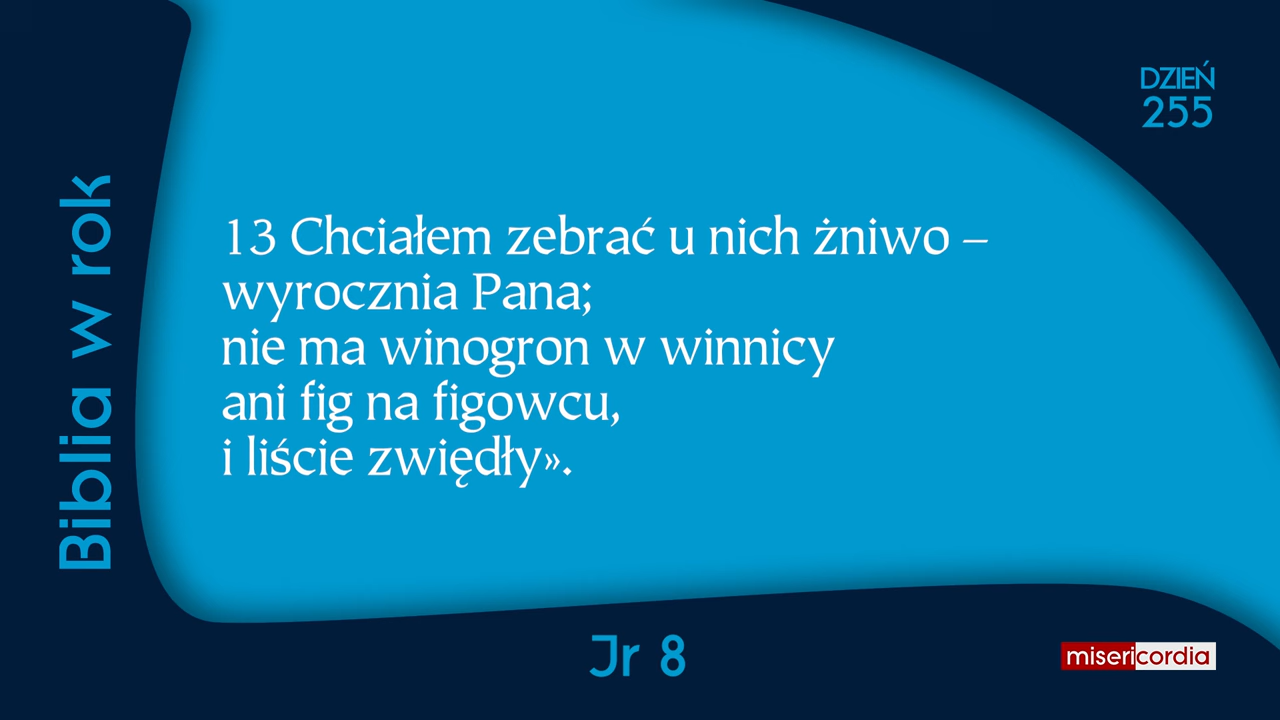 DZIEŃ
255
Biblia w rok
13 Chciałem zebrać u nich żniwo –
wyrocznia Pana;
nie ma winogron w winnicy
ani fig na figowcu,
i liście zwiędły».
Jr 8
misericordia